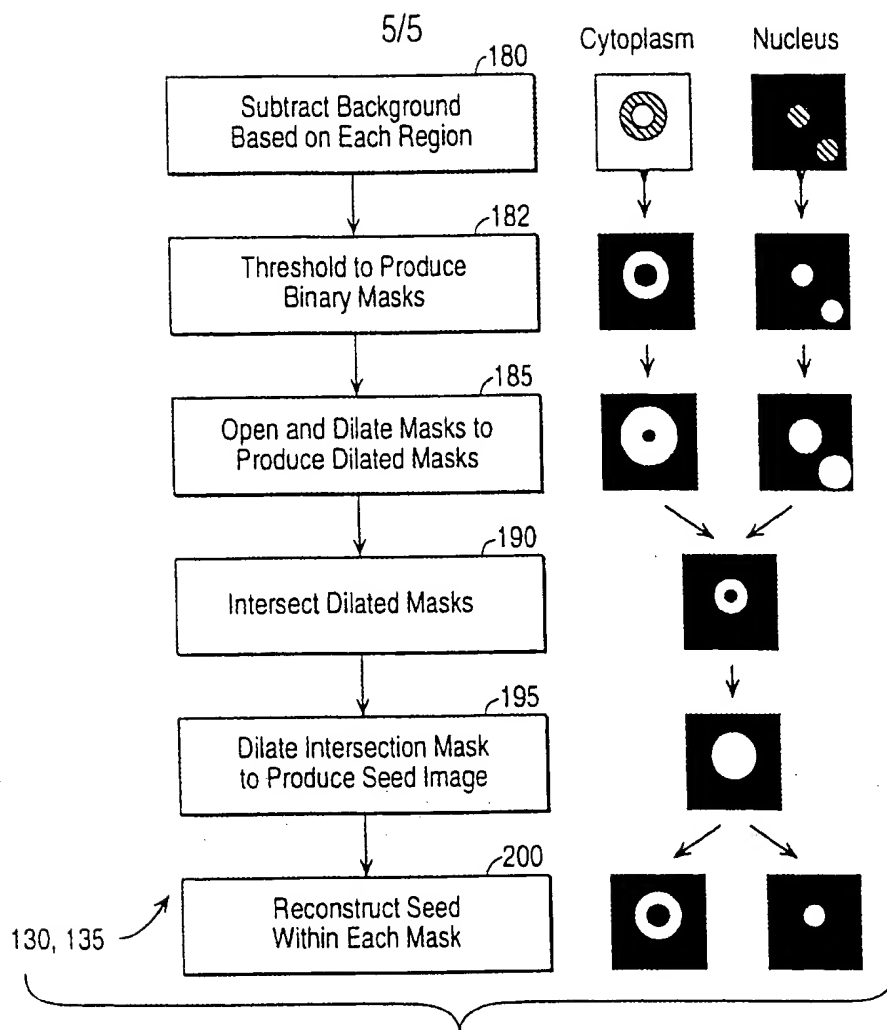 5/5
Cytoplasm Nucleus
180
Subtract Background
Based on Each Region
182
Threshold to Produce
Binary Masks
185
Open and Dilate Masks to
Produce Dilated Masks
190
Intersect Dilated Masks
195
Dilate Intersection Mask
to Produce Seed Image
200
Reconstruct Seed
Within Each Mask
130, 135